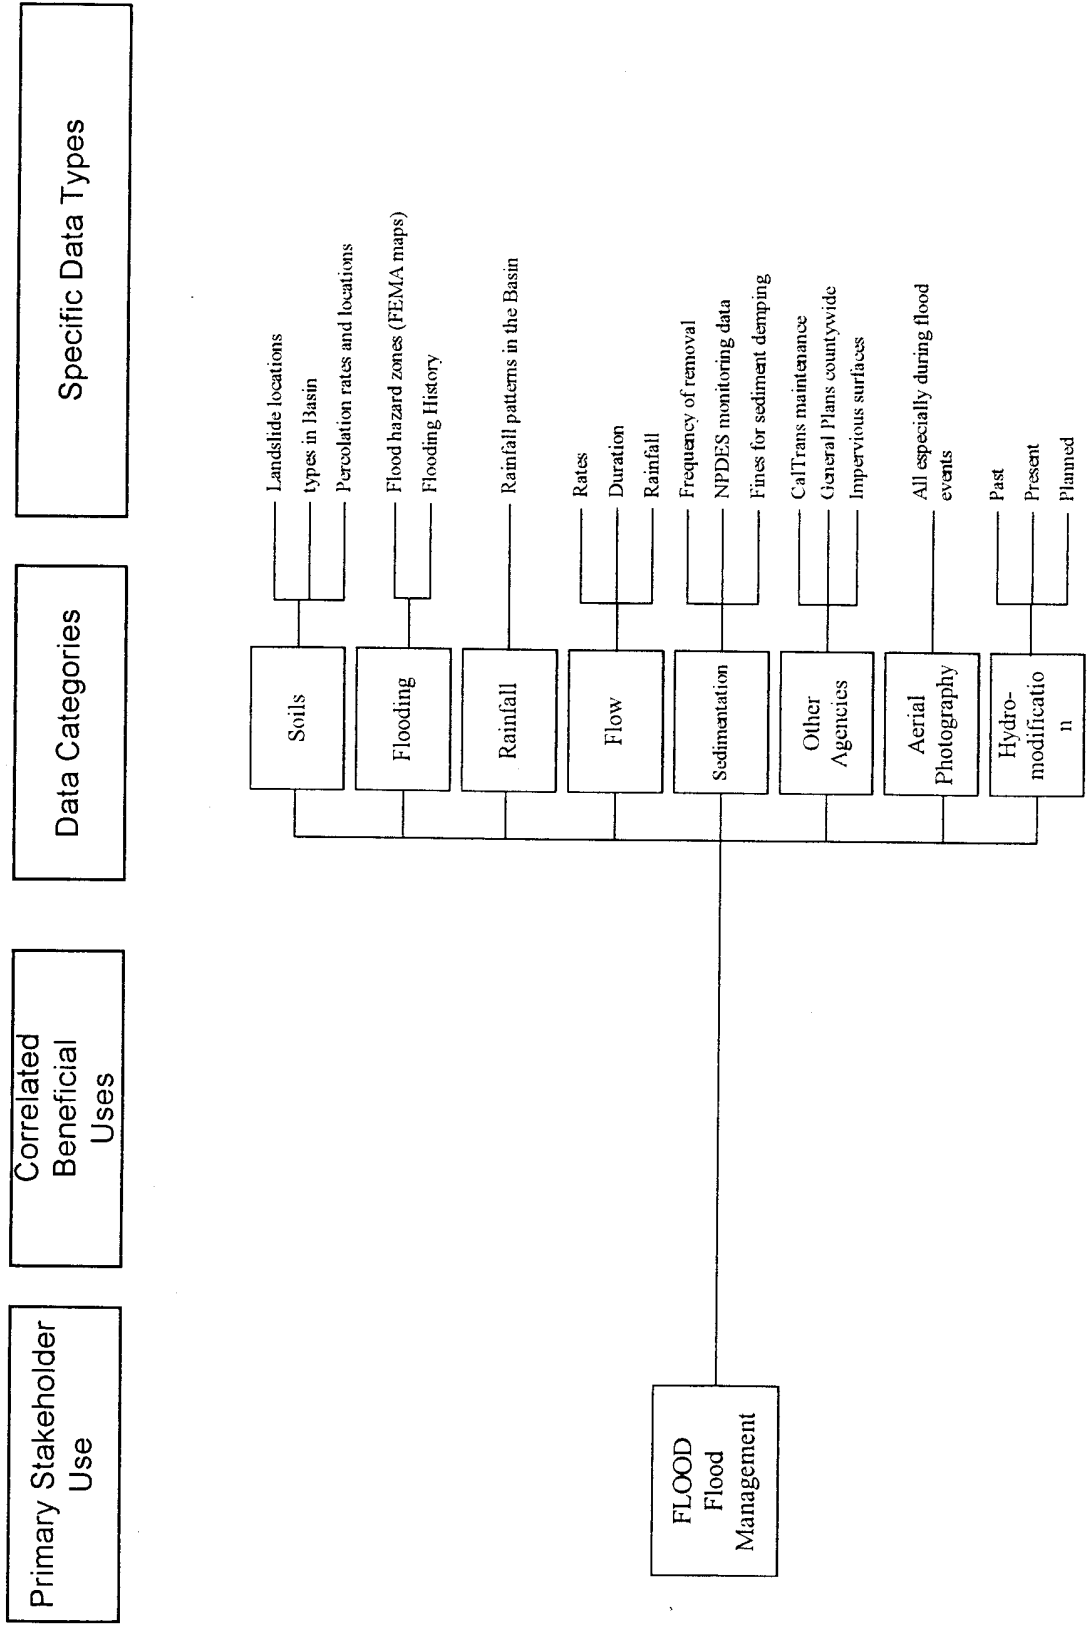 Primary Stakeholder
Use
Correlated
Beneficial
Uses
Data Categories
Specific Data Types
FLOOD
Flood
Management
Soils
Landslide locations
types in Basin
Percolation rates and locations
Flooding
Flood hazard zones (FEMA maps)
Flooding History
Rainfall
Rainfall patterns in the Basin
Flow
Rates
Duration
Rainfall
Sedimentation
Frequency of removal
NPDES monitoring data
Fines for sediment demping
Other
Agencies
CalTrans maintenance
General Plans countywide
Impervious surfaces
Aerial
Photography
All especially during flood
events
Hydro-
modificatio
n
Past
Present
Planned